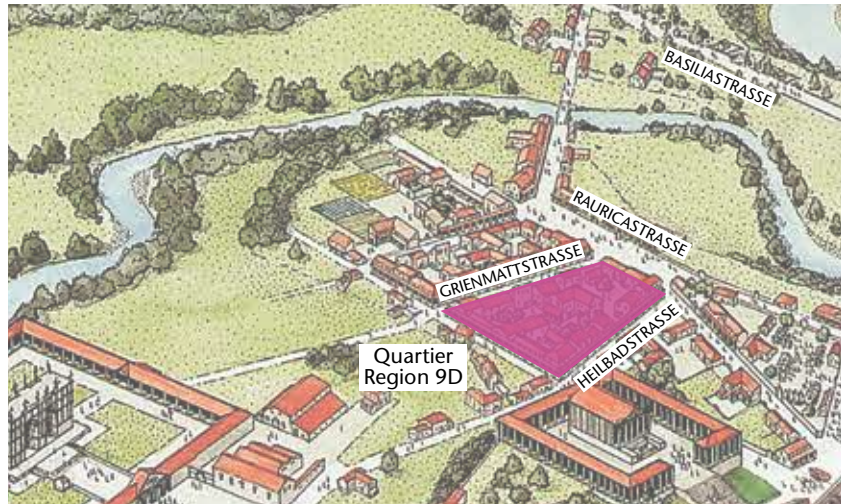 BASILIASTRASSE
RAURICASTRASSE
GRIENMATTSTRASSE
HEILBADSTRASSE
Quartier
Region 9D